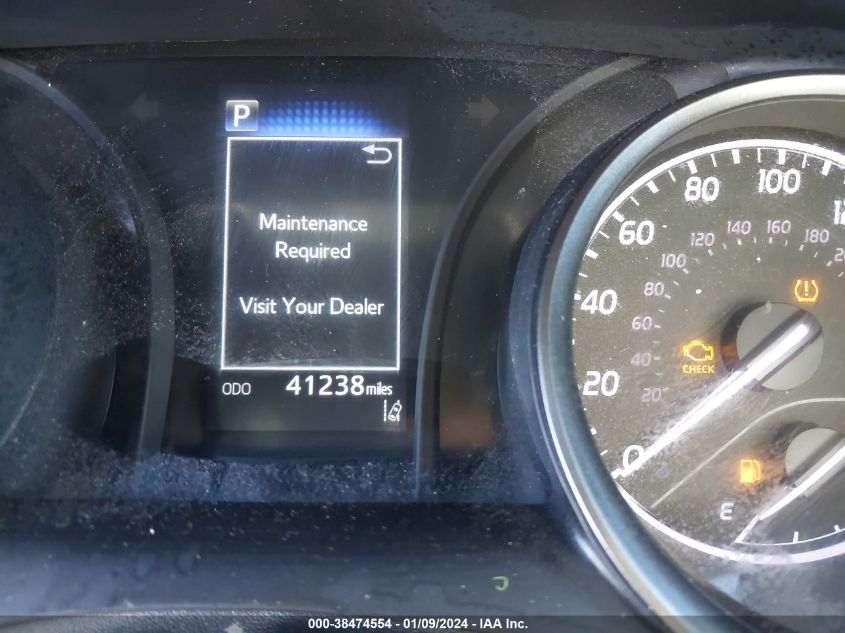 P
Maintenance
Required
Visit Your Dealer
ODO 41238 miles
0
20
40
60
80
100
20
40
60
80
100
120
140
160
180
CHECK
E
000-38474554 - 01/09/2024 - IAA Inc.